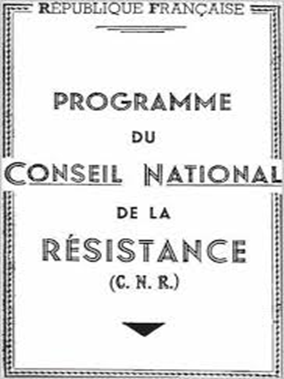 RÉPUBLIQUE FRANÇAISE
PROGRAMME
DU
CONSEIL NATIONAL
DE LA
RÉSISTANCE
(C. N. R.)